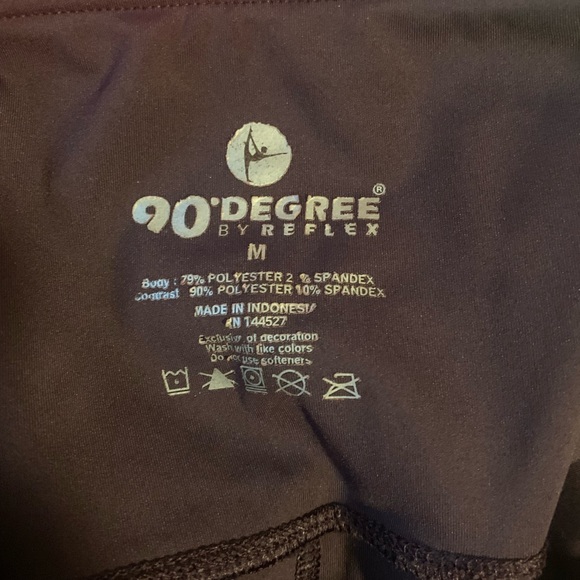 90°DEGREE®
BY REFLEX
M
Body : 79% POLYESTER 2 % SPANDEX
Contrast 90% POLYESTER 10% SPANDEX
MADE IN INDONESIA
RN 144527
Exclusive of decoration
Wash with like colors
Do not use softeners